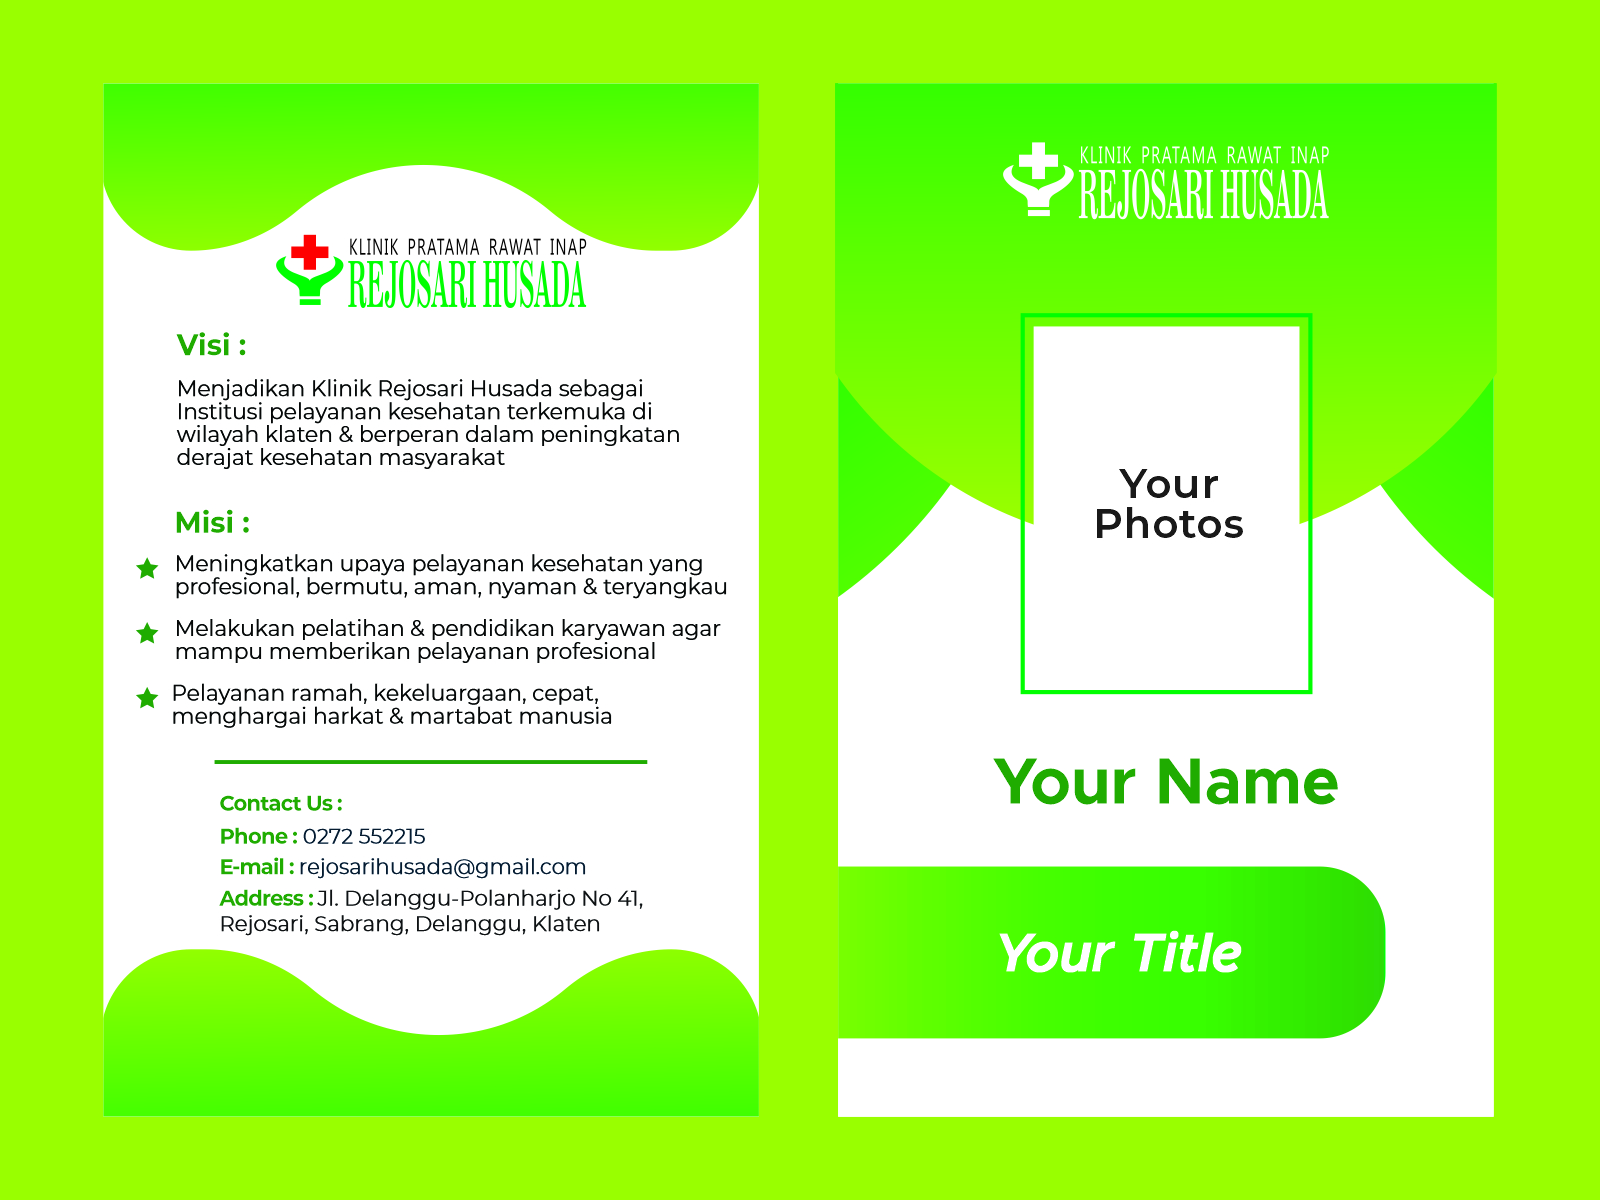 KLINIK PRATAMA RAWAT INAP
REJOSARI HUSADA
Visi :
Menjadikan Klinik Rejosari Husada sebagai
Institusi pelayanan kesehatan terkemuka di
wilayah klaten & berperan dalam peningkatan
derajat kesehatan masyarakat
Misi :
Meningkatkan upaya pelayanan kesehatan yang
profesional, bermutu, aman, nyaman & teryangkau
Melakukan pelatihan & pendidikan karyawan agar
mampu memberikan pelayanan profesional
Pelayanan ramah, kekeluargaan, cepat,
menghargai harkat & martabat manusia
Contact Us :
Phone : 0272 552215
E-mail : rejosarihusada@gmail.com
Address : Jl. Delanggu-Polanharjo No 41,
Rejosari, Sabrang, Delanggu, Klaten
KLINIK PRATAMA RAWAT INAP
REJOSARI HUSADA
Your
Photos
Your Name
Your Title